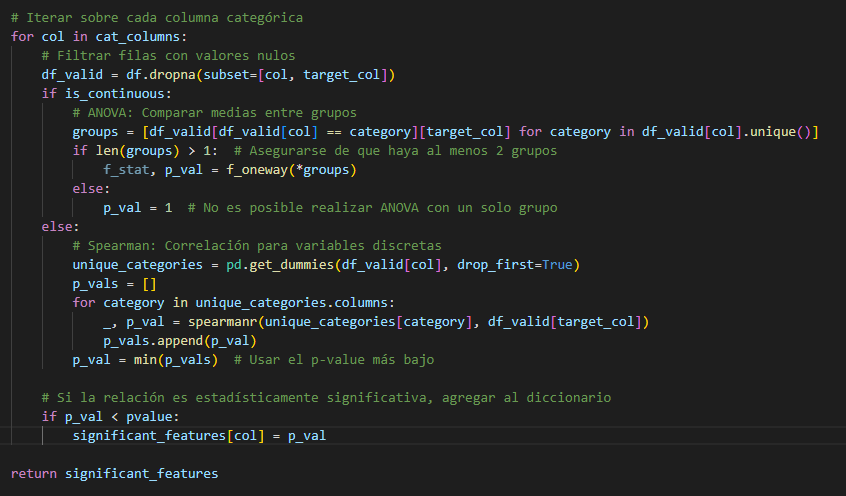 # Iterar sobre cada columna categórica
for col in cat_columns:
    # Filtrar filas con valores nulos
    df_valid = df.dropna(subset=[col, target_col])
    if is_continuous:
        # ANOVA: Comparar medias entre grupos
        groups = [df_valid[df_valid[col] == category][target_col] for category in df_valid[col].unique()]
        if len(groups) > 1:  # Asegurarse de que haya al menos 2 grupos
            f_stat, p_val = f_oneway(*groups)
        else:
            p_val = 1  # No es posible realizar ANOVA con un solo grupo
    else:
        # Spearman: Correlación para variables discretas
        unique_categories = pd.get_dummies(df_valid[col], drop_first=True)
        p_vals = []
        for category in unique_categories.columns:
            _, p_val = spearmanr(unique_categories[category], df_valid[target_col])
            p_vals.append(p_val)
        p_val = min(p_vals)  # Usar el p-value más bajo

    # Si la relación es estadísticamente significativa, agregar al diccionario
    if p_val < pvalue:
        significant_features[col] = p_val

return significant_features